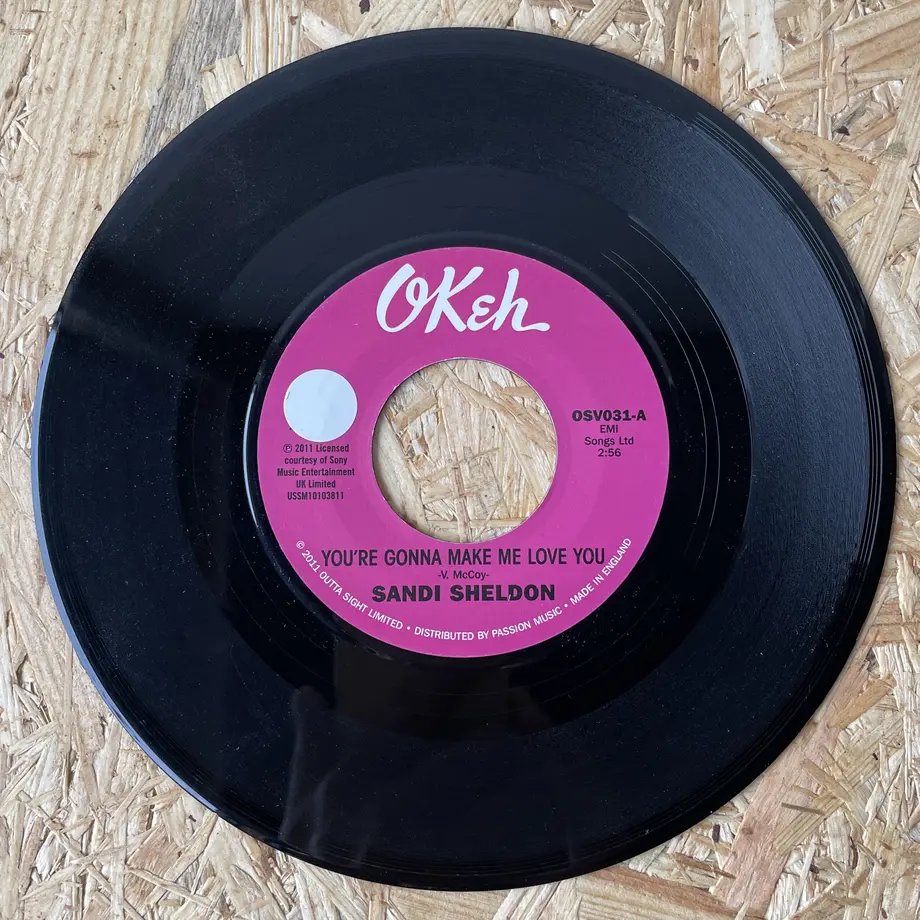 OKeh
OSV031-A
EMI
Songs Ltd
2:56
℗ 2011 Licensed
courtesy of Sony
Music Entertainment
UK Limited
USSM10103811
YOU'RE GONNA MAKE ME LOVE YOU
-V. McCoy-
SANDI SHELDON
© 2011 OUTTA SIGHT LIMITED • DISTRIBUTED BY PASSION MUSIC • MADE IN ENGLAND